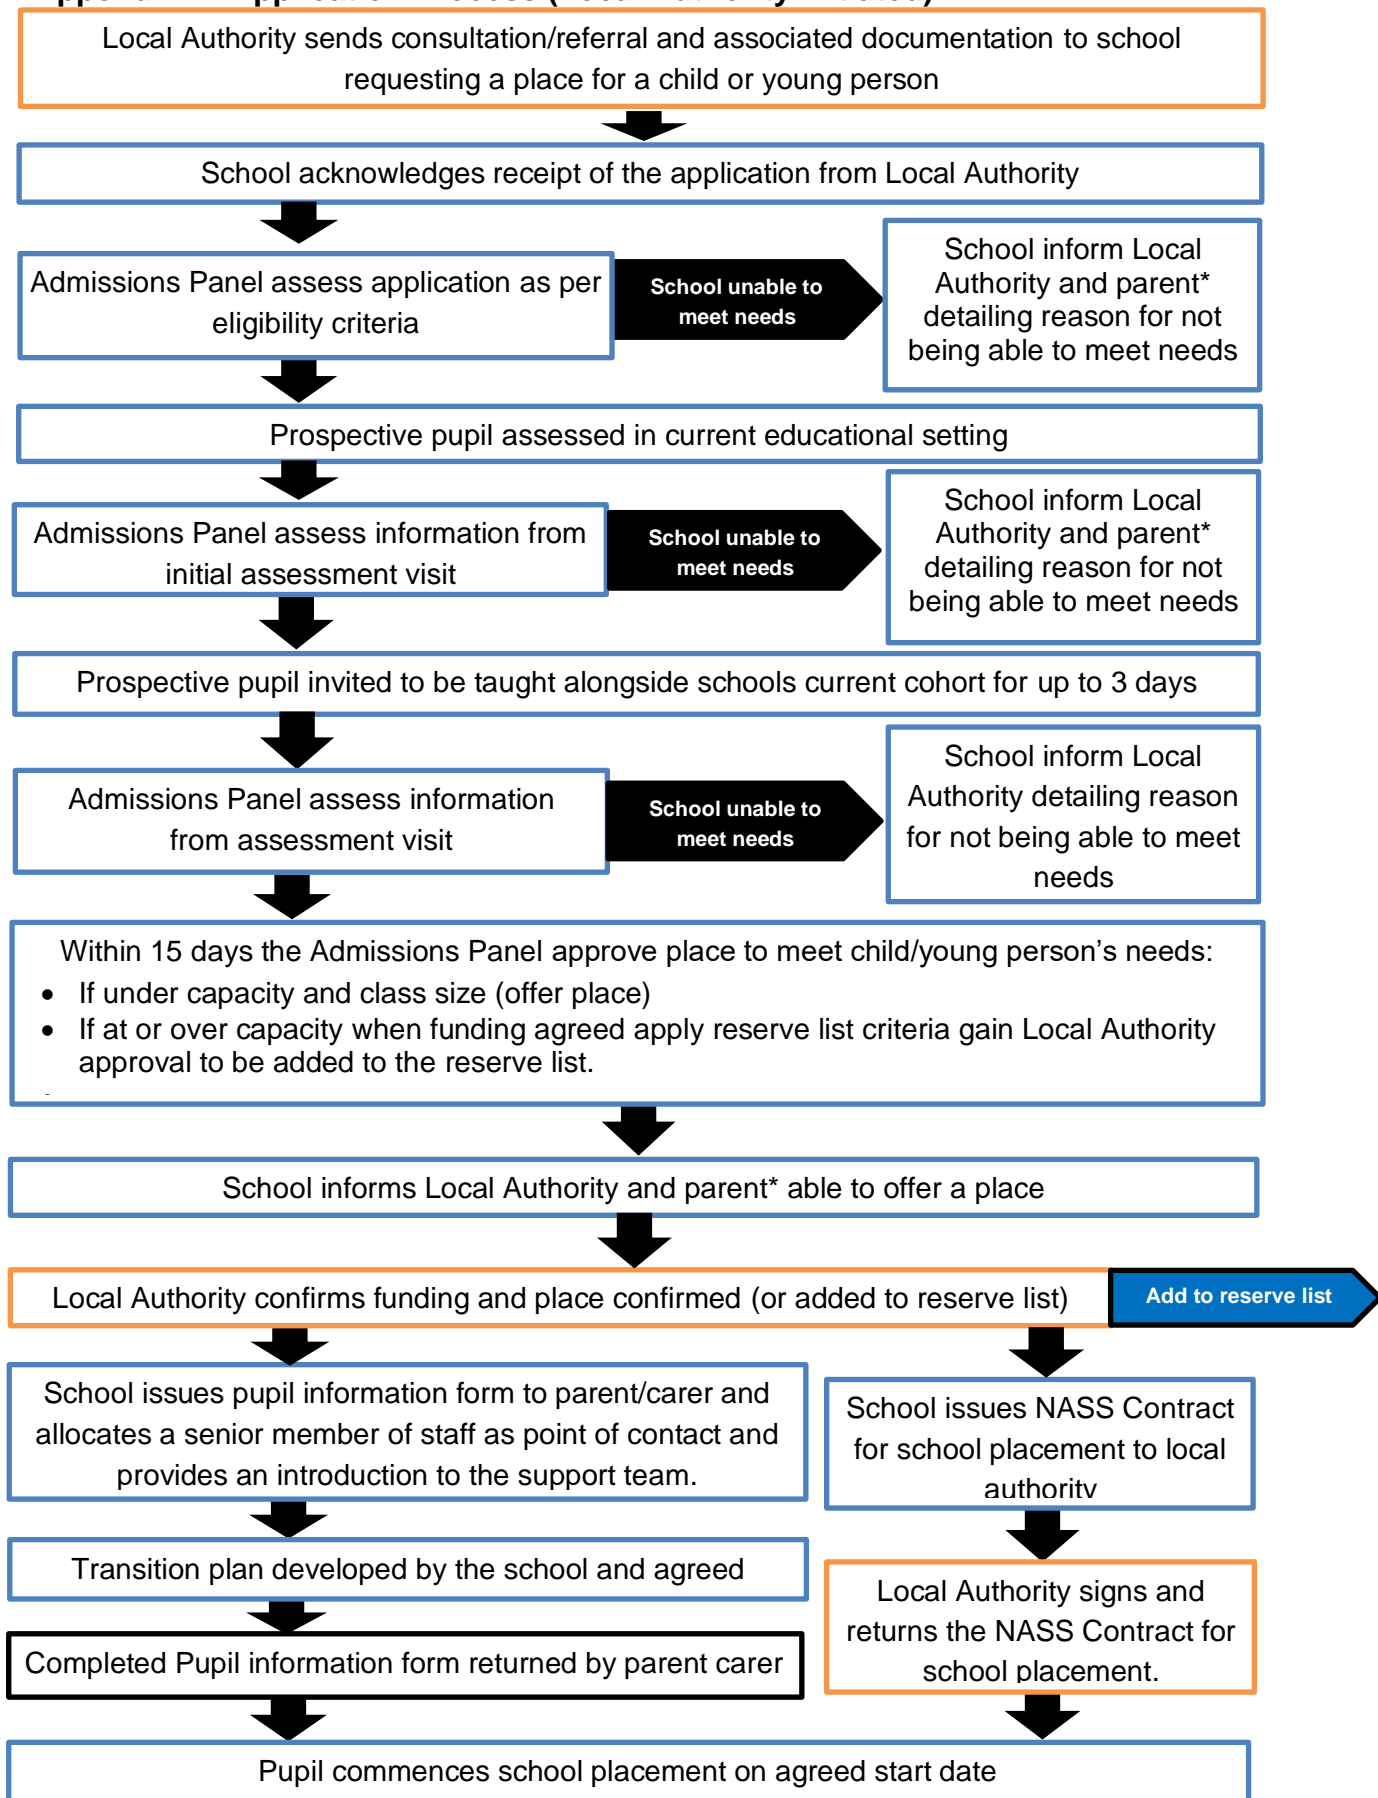 Local Authority sends consultation/referral and associated documentation to school
requesting a place for a child or young person
School acknowledges receipt of the application from Local Authority
Admissions Panel assess application as per
eligibility criteria
School unable to
meet needs
School inform Local
Authority and parent*
detailing reason for not
being able to meet needs
Prospective pupil assessed in current educational setting
Admissions Panel assess information from
initial assessment visit
School unable to
meet needs
School inform Local
Authority and parent*
detailing reason for not
being able to meet needs
Prospective pupil invited to be taught alongside schools current cohort for up to 3 days
Admissions Panel assess information
from assessment visit
School unable to
meet needs
School inform Local
Authority detailing reason
for not being able to meet
needs
Within 15 days the Admissions Panel approve place to meet child/young person’s needs:
• If under capacity and class size (offer place)
• If at or over capacity when funding agreed apply reserve list criteria gain Local Authority
approval to be added to the reserve list.
School informs Local Authority and parent* able to offer a place
Local Authority confirms funding and place confirmed (or added to reserve list)
Add to reserve list
School issues pupil information form to parent/carer and
allocates a senior member of staff as point of contact and
provides an introduction to the support team.
School issues NASS Contract
for school placement to local
authority
Transition plan developed by the school and agreed
Local Authority signs and
returns the NASS Contract for
school placement.
Completed Pupil information form returned by parent carer
Pupil commences school placement on agreed start date